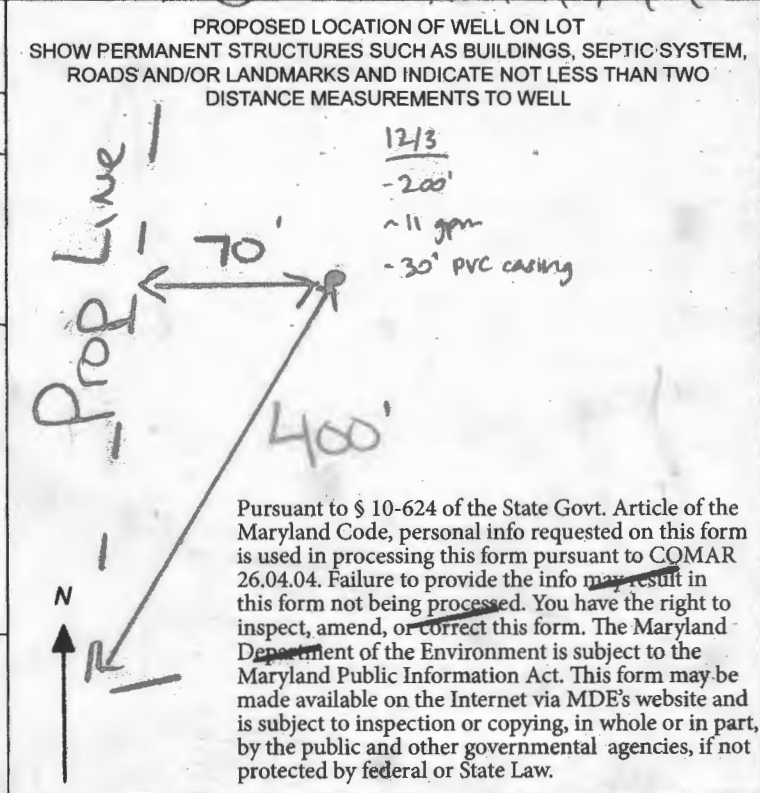 PROPOSED LOCATION OF WELL ON LOT
SHOW PERMANENT STRUCTURES SUCH AS BUILDINGS, SEPTIC SYSTEM,
ROADS AND/OR LANDMARKS AND INDICATE NOT LESS THAN TWO
DISTANCE MEASUREMENTS TO WELL
Prop Line
12/3
-200'
~11 gpm
-30' PVC casing
70'
400'
N
Pursuant to § 10-624 of the State Govt. Article of the
Maryland Code, personal info requested on this form
is used in processing this form pursuant to COMAR
26.04.04. Failure to provide the info may result in
this form not being processed. You have the right to
inspect, amend, or correct this form. The Maryland
Department of the Environment is subject to the
Maryland Public Information Act. This form may be
made available on the Internet via MDE's website and
is subject to inspection or copying, in whole or in part,
by the public and other governmental agencies, if not
protected by federal or State Law.